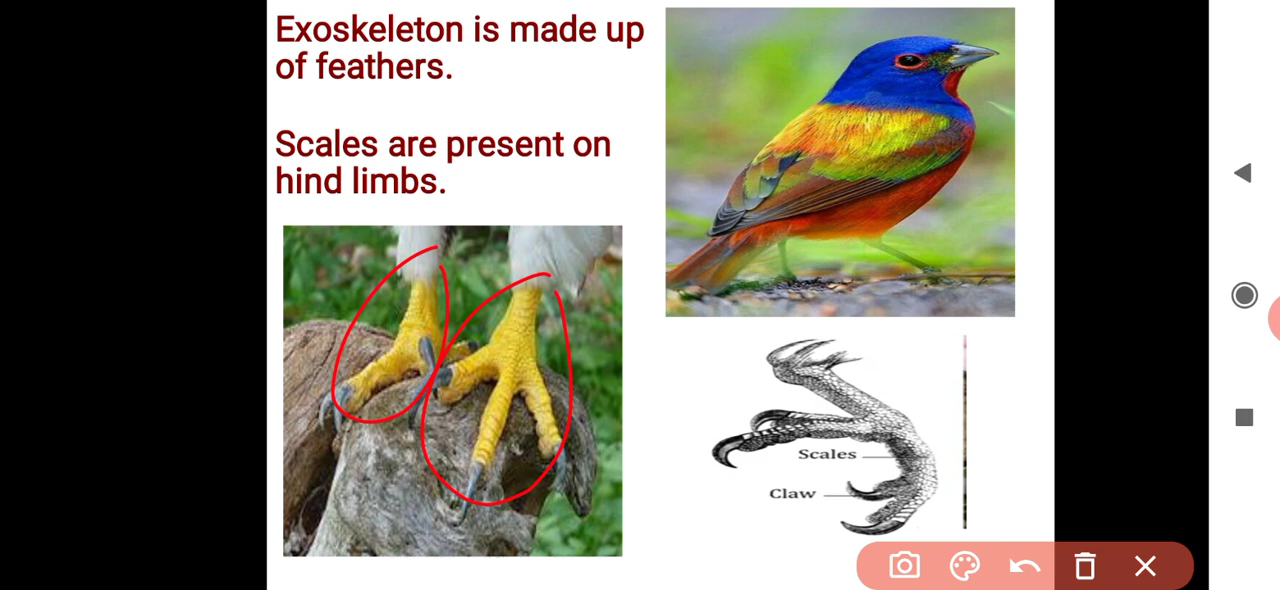 Exoskeleton is made up
of feathers.
Scales are present on
hind limbs.
Scales
Claw